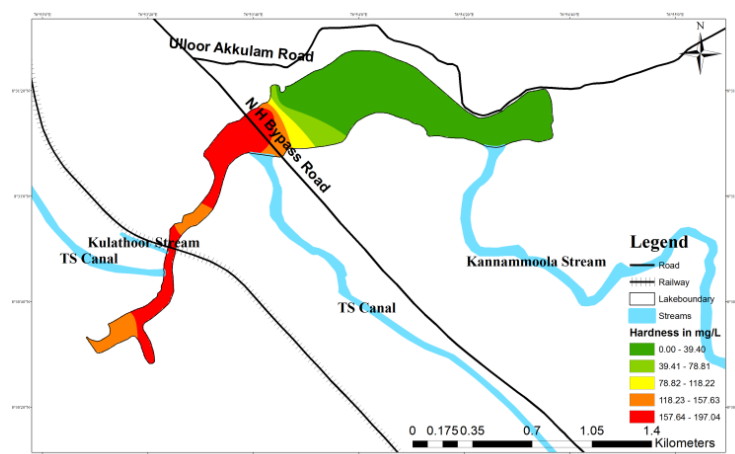 N
Ulloor Akkulam Road
N H Bypass Road
Kulathoor Stream
TS Canal
Kannammoola Stream
TS Canal
Legend
Road
Railway
Lakeboundary
Streams
Hardness in mg/L
0.00 - 39.40
39.41 - 78.81
78.82 - 118.22
118.23 - 157.63
157.64 - 197.04
0 0.175 0.35 0.7 1.05 1.4
Kilometers